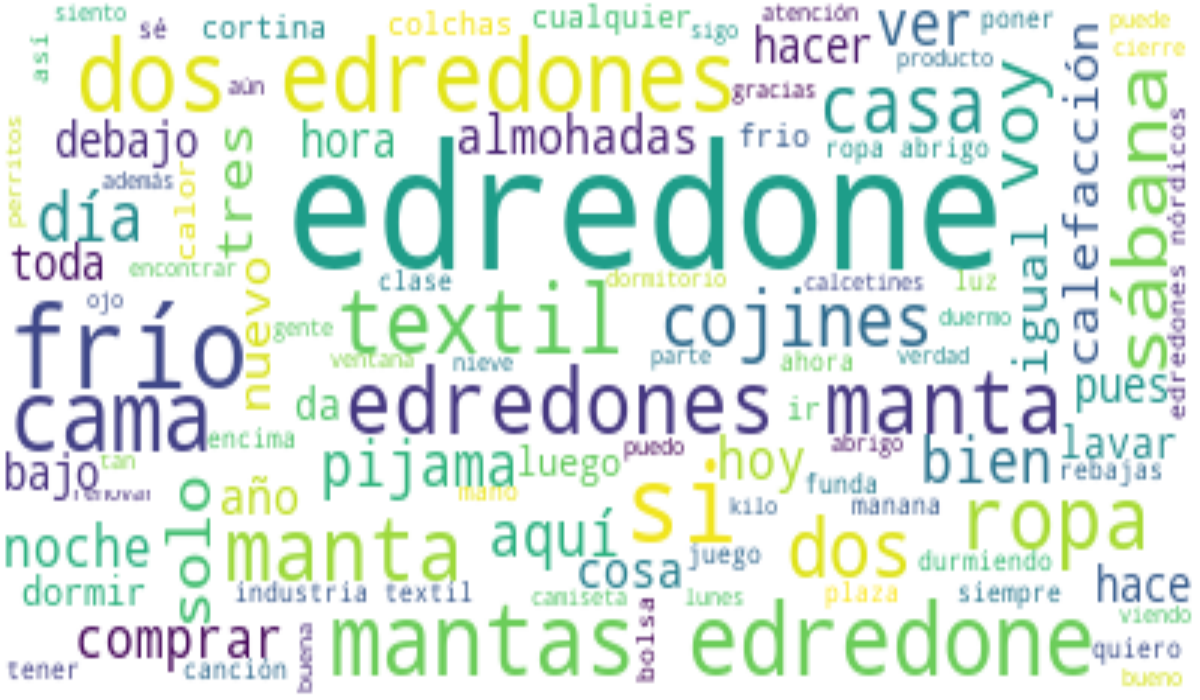 siento
sé
cortina
colchas
cualquier
sigo
atención
ver
poner
puede
así
dos edredones
aún
hacer
producto
cierre
gracias
casa
voy
calefacción
sábana
perritos
debajo
tres
hora
almohadas
frio
ropa abrigo
edredones nórdicos
además
calor
edredone
día
toda
encontrar
clase
dormitorio
calcetines
luz
igual
ojo
nuevo
gente
textil
cojines
duermo
frío
ventana
nieve
parte
ahora
verdad
cama
da
edredones manta
ir
pues
encima
bajo
tan
renovar
pijama
luego
puedo
hoy
abrigo
bien
lavar
rebajas
solo
año
mano
si
kilo
funda
manana
ropa
noche
manta
aquí
cosa
juego
dos
durmiendo
dormir
industria textil
camiseta
lunes
plaza
siempre
hace
comprar
buena
mantas edredone
bolsa
viendo
quiero
tener
canción
bueno